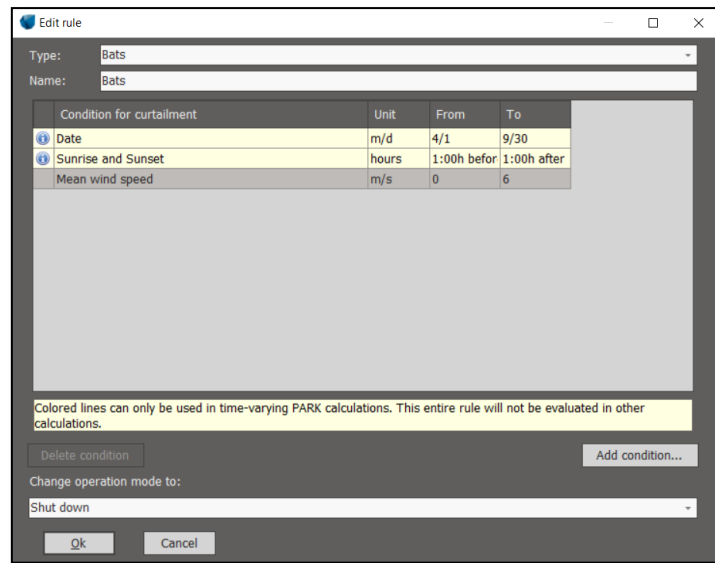 Edit rule
Type: Bats
Name: Bats
Condition for curtailment Unit From To
Date m/d 4/1 9/30
Sunrise and Sunset hours 1:00h befor 1:00h after
Mean wind speed m/s 0 6
Colored lines can only be used in time-varying PARK calculations. This entire rule will not be evaluated in other
calculations.
Delete condition Add condition...
Change operation mode to:
Shut down
Ok Cancel